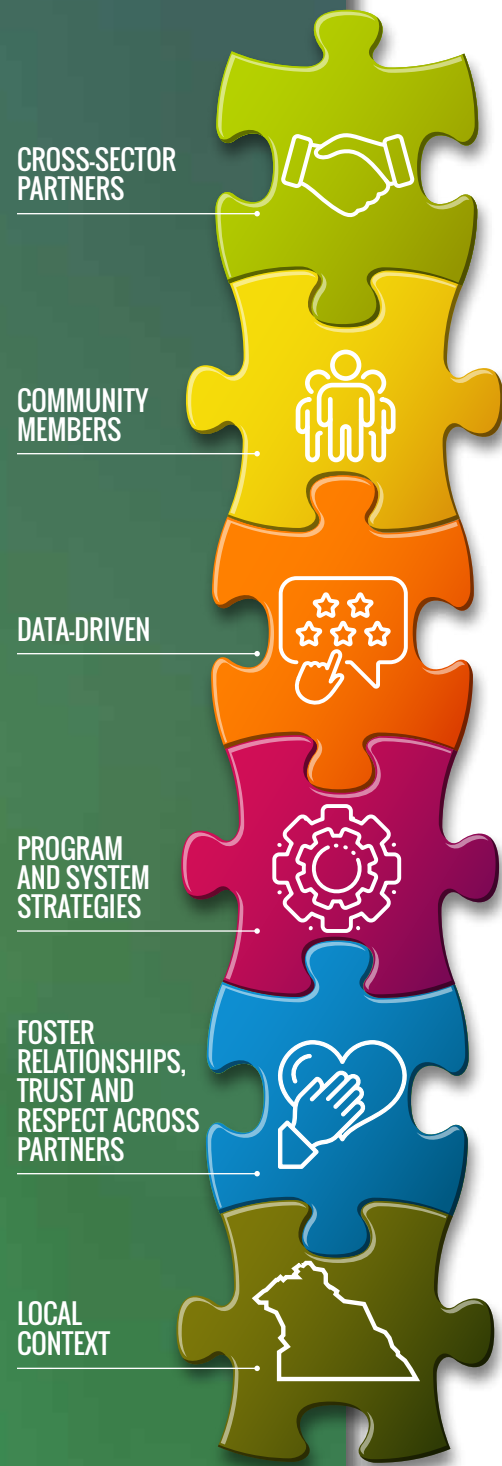 CROSS-SECTOR
PARTNERS
COMMUNITY
MEMBERS
DATA-DRIVEN
PROGRAM
AND SYSTEM
STRATEGIES
FOSTER
RELATIONSHIPS,
TRUST AND
RESPECT ACROSS
PARTNERS
LOCAL
CONTEXT